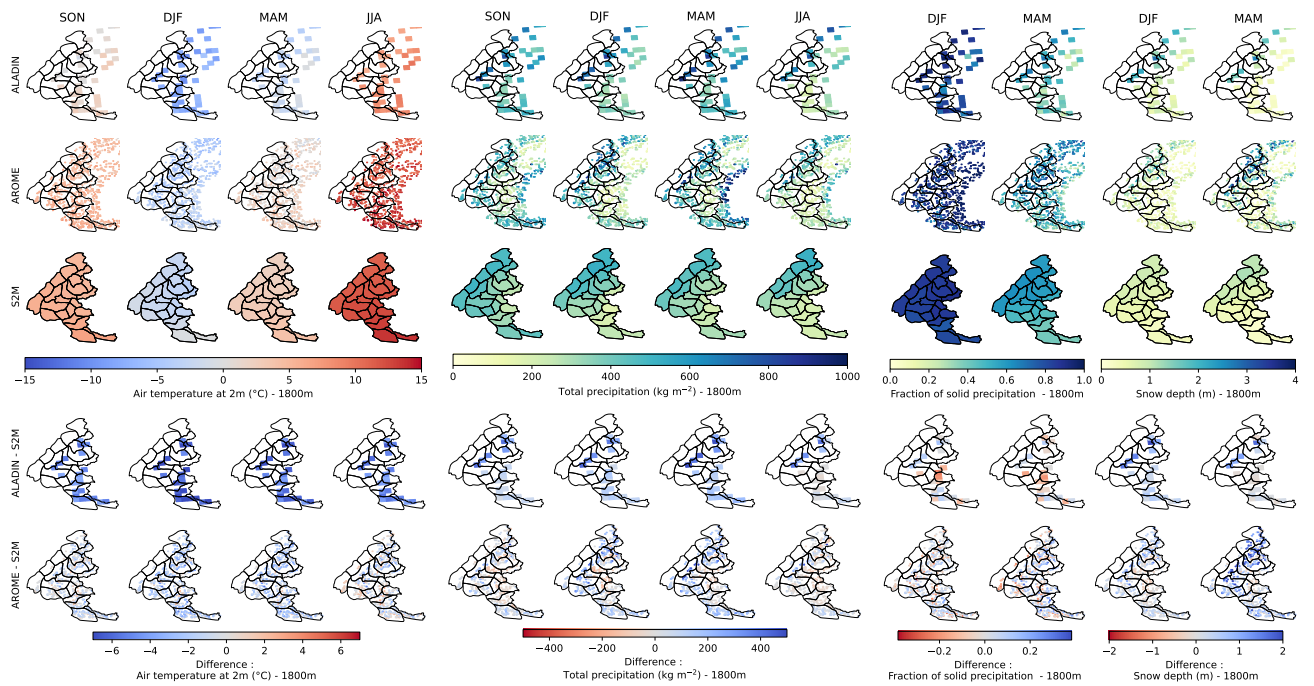 SON DJF MAM JJA SON DJF MAM JJA DJF MAM DJF MAM
ALADIN
AROME
S2M
−15 −10 −5 0 5 10 15
Air temperature at 2m (°C) - 1800m
0 200 400 600 800 1000
Total precipitation (kg m⁻²) - 1800m
0.0 0.2 0.4 0.6 0.8 1.0
Fraction of solid precipitation - 1800m
0 1 2 3 4
Snow depth (m) - 1800m
ALADIN - S2M
AROME - S2M
−6 −4 −2 0 2 4 6
Difference :
Air temperature at 2m (°C) - 1800m
−400 −200 0 200 400
Difference :
Total precipitation (kg m⁻²) - 1800m
−0.2 0.0 0.2
Difference :
Fraction of solid precipitation - 1800m
−2 −1 0 1 2
Difference :
Snow depth (m) - 1800m